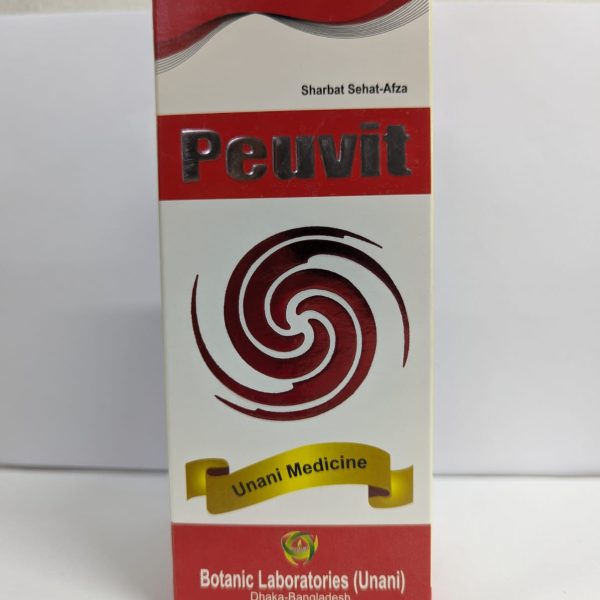 Sharbat Sehat-Afza
Peuvit
Unani Medicine
Botanic Laboratories (Unani)
Dhaka-Bangladesh